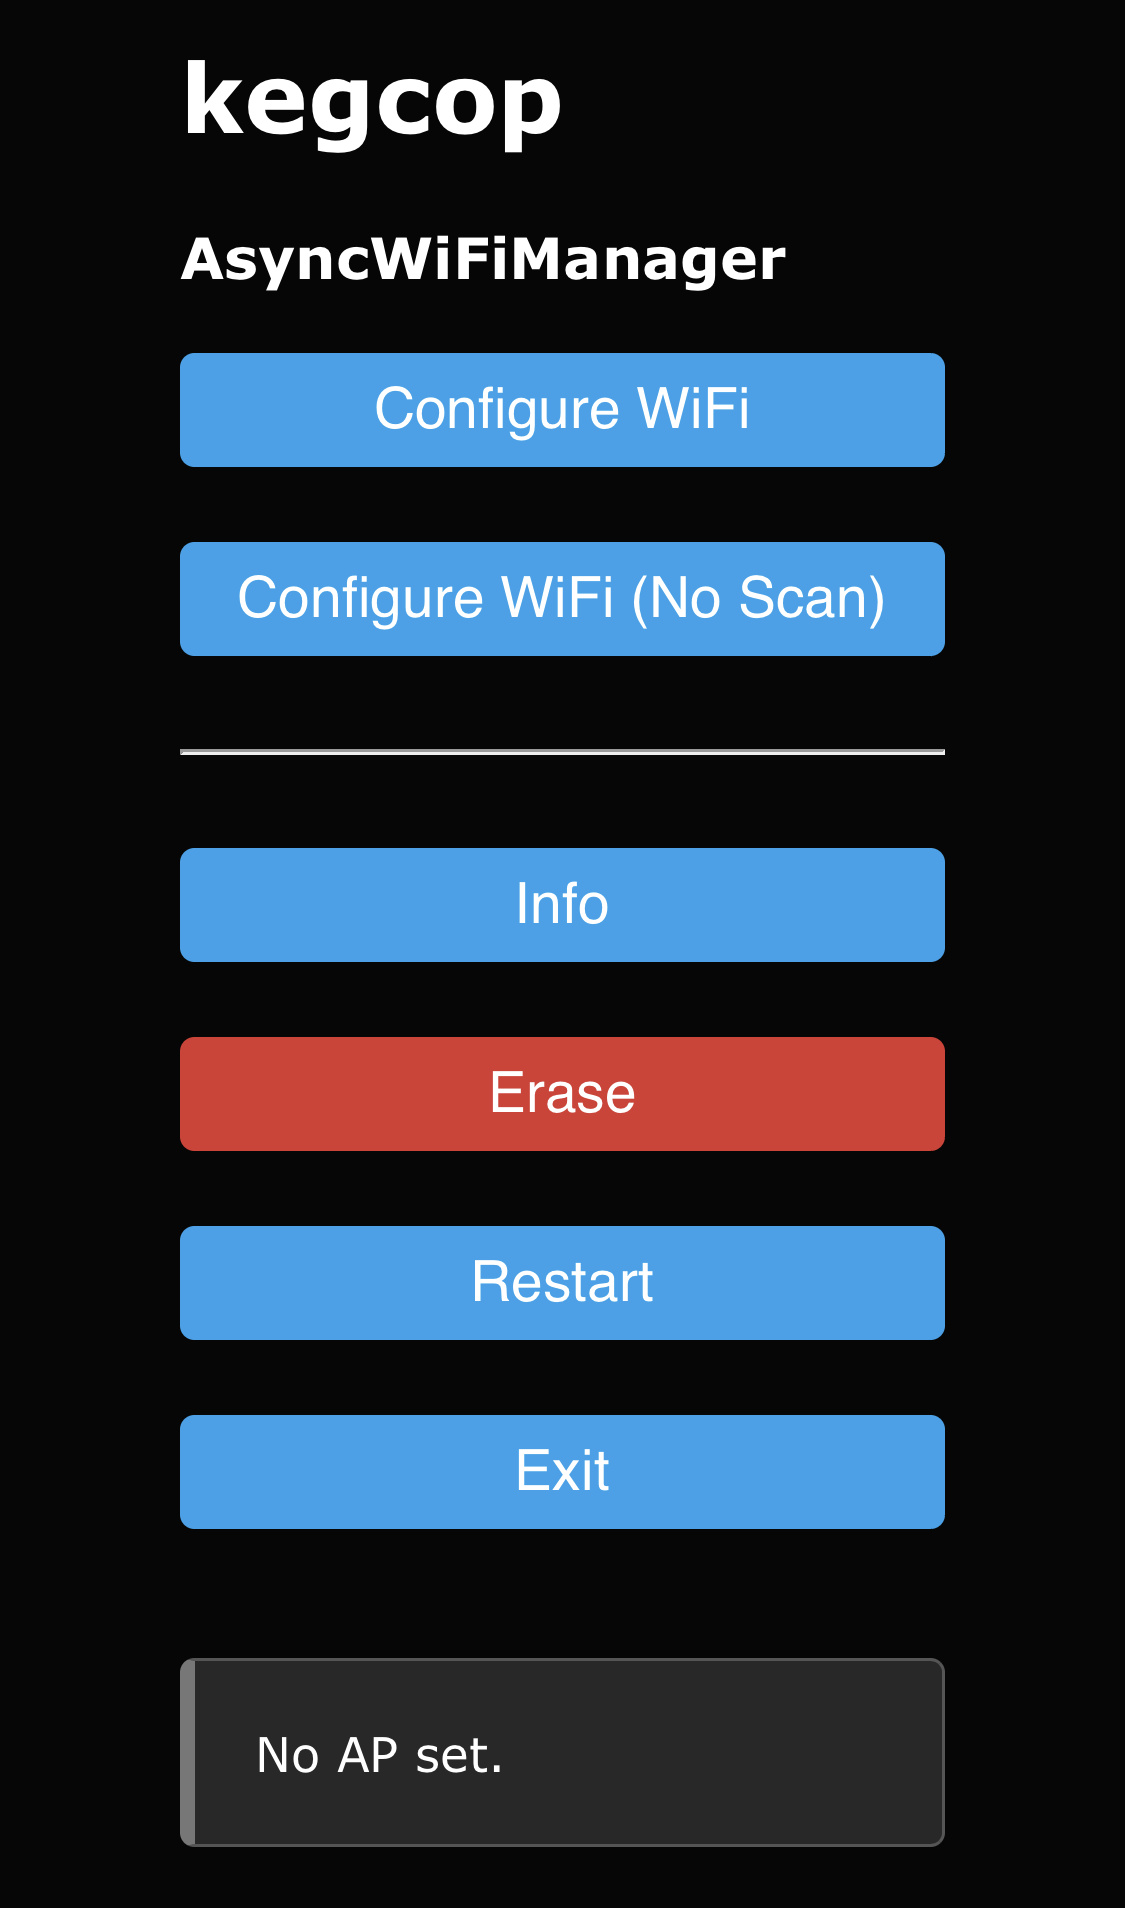 kegcop
AsyncWiFiManager
Configure WiFi
Configure WiFi (No Scan)
Info
Erase
Restart
Exit
No AP set.